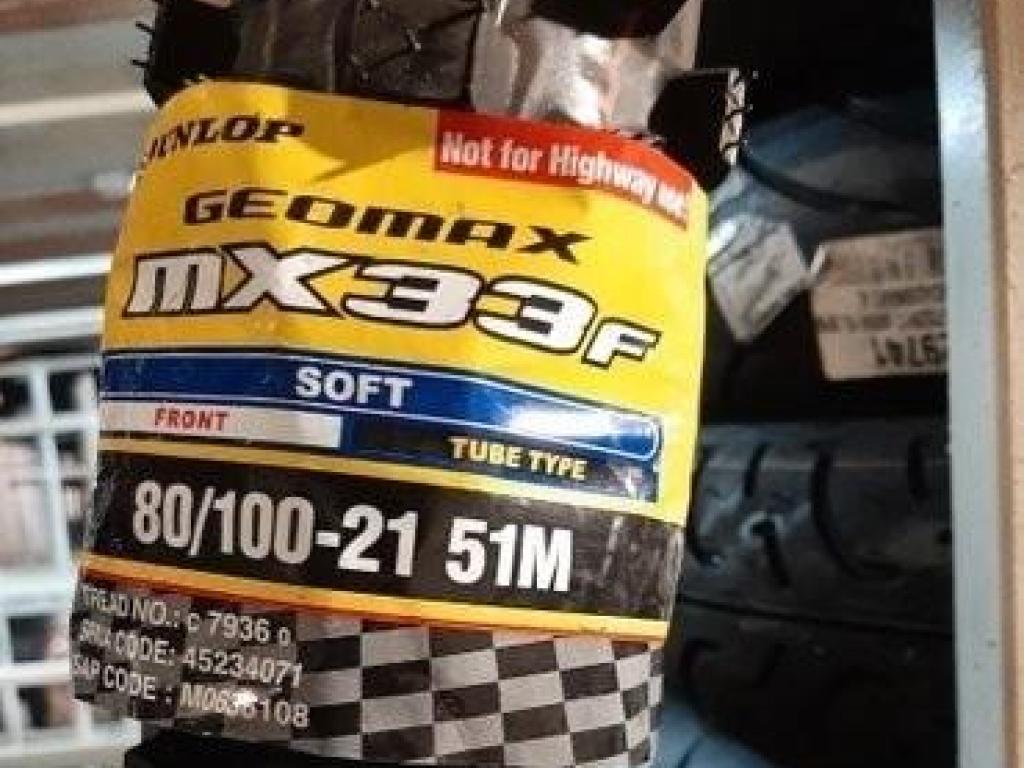 DUNLOP
Not for Highway use.
GEOMAX
MX33F
SOFT
FRONT
TUBE TYPE
80/100-21 51M
TREAD NO.: c 7936 o
CODE: 45234071
SAP CODE :